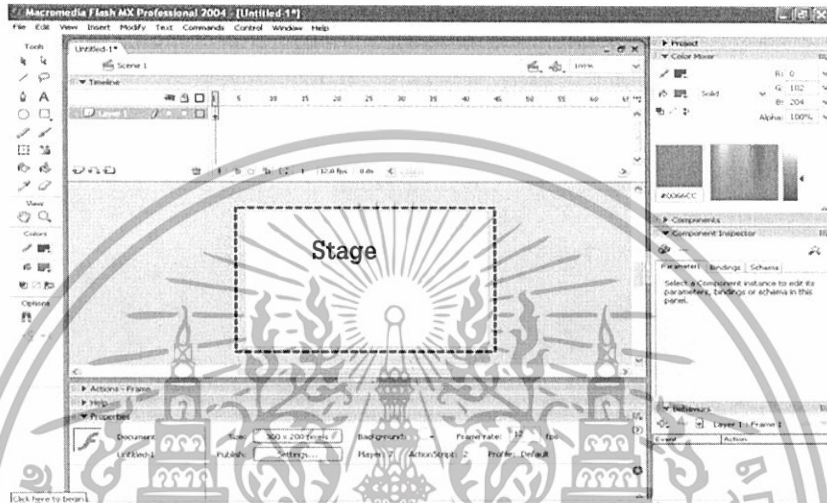 Macromedia Flash MX Professional 2004 - [Untitled-1*]
File Edit View Insert Modify Text Commands Control Window Help
Tools
Untitled-1*
Scene 1
100%
Timeline
1 5 10 15 20 25 30 35 40 45 50 55 60 65
Layer 1
1 12.0 fps 0.0s
View
Colors
Options
Stage
Project
Color Mixer
R: 0
Solid G: 102
B: 204
Alpha: 100%
#0066CC
Components
Component Inspector
Parameters Bindings Schema
Select a Component instance to edit its
parameters, bindings or schema in this
panel.
Behaviors
Layer 1: Frame 1
Event Action
Actions - Frame
Help
Properties
Document Size: 300 x 200 pixels Background: Frame rate: 12 fps
Untitled-1 Publish: Settings... Player: 7 ActionScript: 2 Profile: Default
Click here to begin